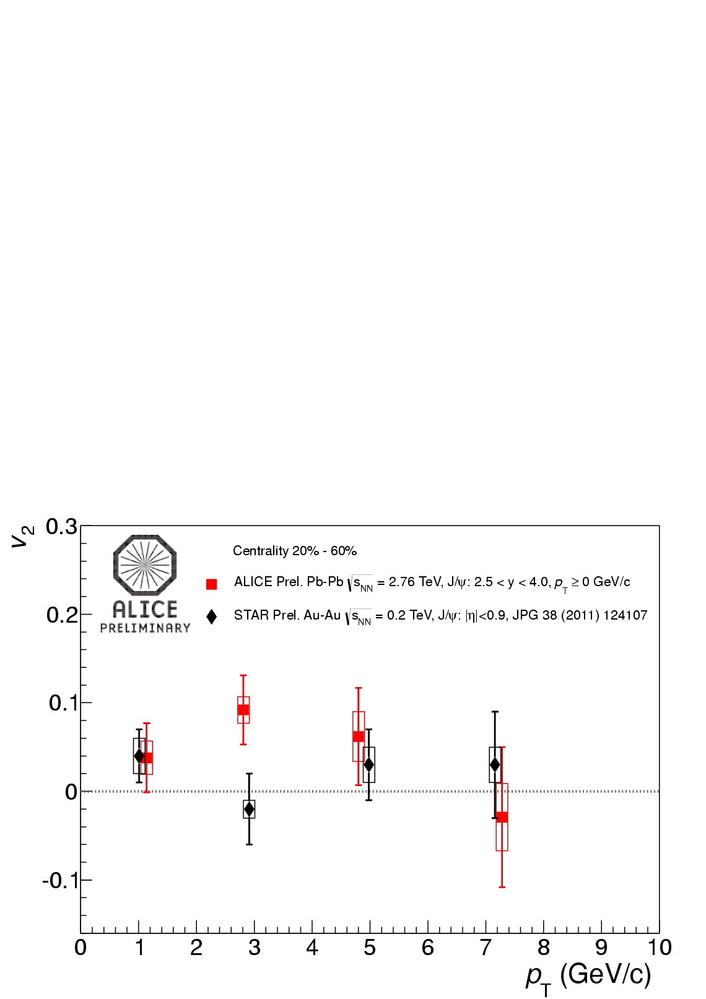 v2
0.3
0.2
0.1
0
-0.1
ALICE
PRELIMINARY
Centrality 20% - 60%
ALICE Prel. Pb-Pb √sNN = 2.76 TeV, J/ψ: 2.5 < y < 4.0, pT ≥ 0 GeV/c
STAR Prel. Au-Au √sNN = 0.2 TeV, J/ψ: |η|<0.9, JPG 38 (2011) 124107
0 1 2 3 4 5 6 7 8 9 10
pT (GeV/c)